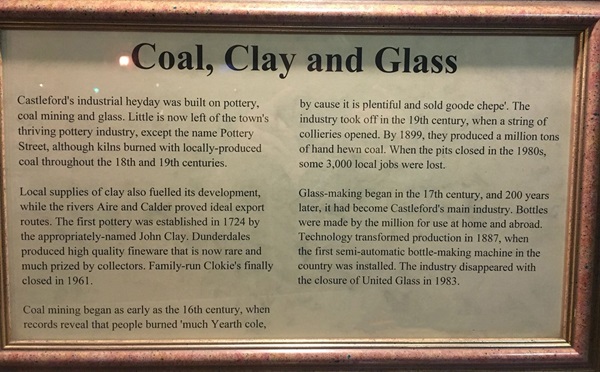 Coal, Clay and Glass
Castleford's industrial heyday was built on pottery,
coal mining and glass. Little is now left of the town's
thriving pottery industry, except the name Pottery
Street, although kilns burned with locally-produced
coal throughout the 18th and 19th centuries.
Local supplies of clay also fuelled its development,
while the rivers Aire and Calder proved ideal export
routes. The first pottery was established in 1724 by
the appropriately-named John Clay. Dunderdales
produced high quality fineware that is now rare and
much prized by collectors. Family-run Clokie's finally
closed in 1961.
Coal mining began as early as the 16th century, when
records reveal that people burned 'much Yearth cole,
by cause it is plentiful and sold goode chepe'. The
industry took off in the 19th century, when a string of
collieries opened. By 1899, they produced a million tons
of hand hewn coal. When the pits closed in the 1980s,
some 3,000 local jobs were lost.
Glass-making began in the 17th century, and 200 years
later, it had become Castleford's main industry. Bottles
were made by the million for use at home and abroad.
Technology transformed production in 1887, when
the first semi-automatic bottle-making machine in the
country was installed. The industry disappeared with
the closure of United Glass in 1983.